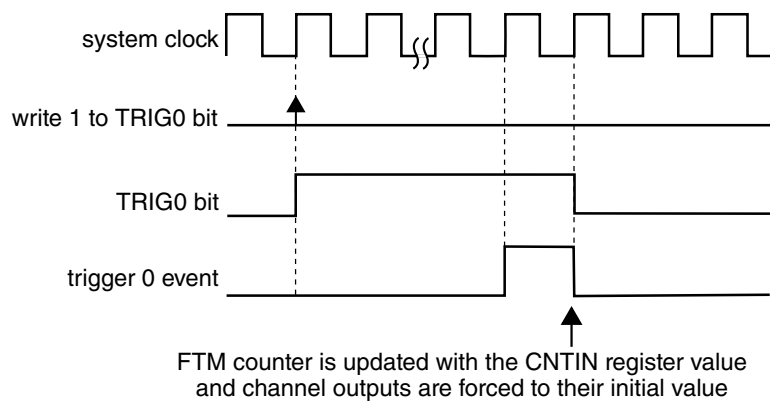 system clock
write 1 to TRIG0 bit
TRIG0 bit
trigger 0 event
FTM counter is updated with the CNTIN register value
and channel outputs are forced to their initial value